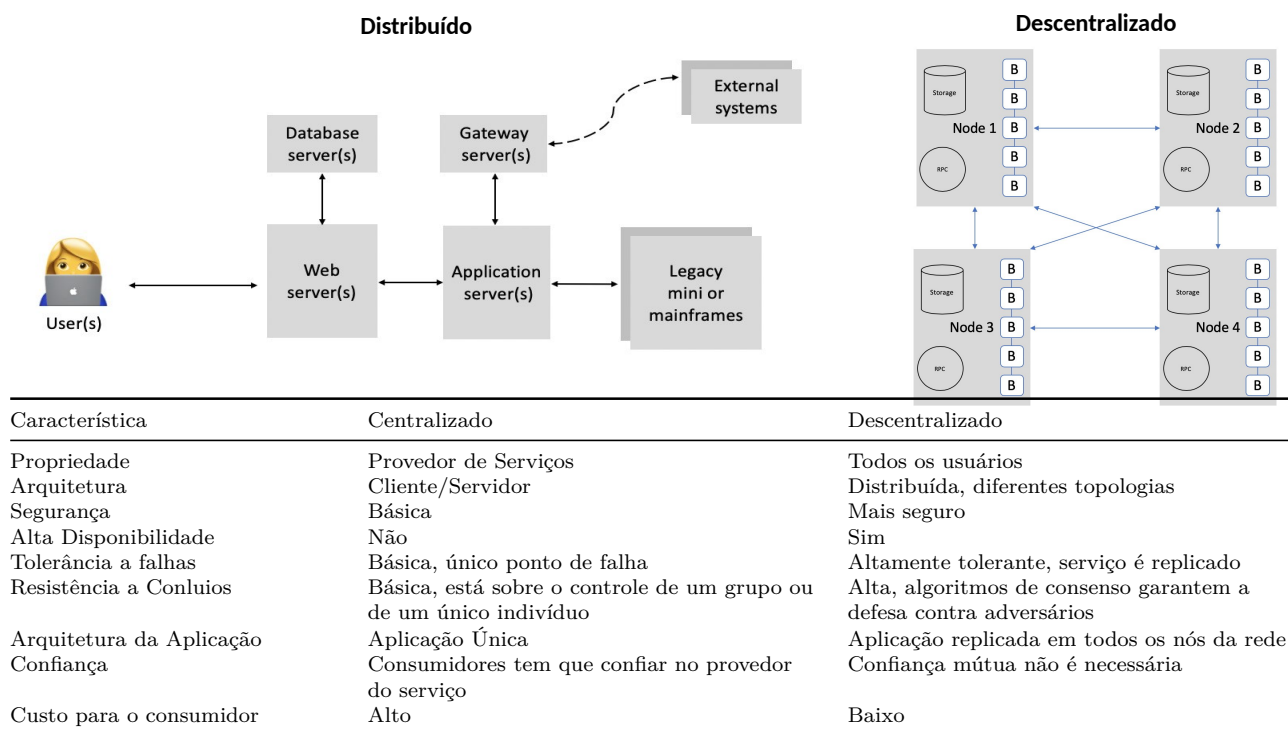 Distribuído
Descentralizado
External
systems
Database
server(s)
Gateway
server(s)
Web
server(s)
Application
server(s)
Legacy
mini or
mainframes
User(s)
Storage
Node 1
RPC
B
B
B
B
B
Storage
Node 2
RPC
B
B
B
B
B
Storage
Node 3
RPC
B
B
B
B
B
Storage
Node 4
RPC
B
B
B
B
B
Característica Centralizado Descentralizado
Propriedade Provedor de Serviços Todos os usuários
Arquitetura Cliente/Servidor Distribuída, diferentes topologias
Segurança Básica Mais seguro
Alta Disponibilidade Não Sim
Tolerância a falhas Básica, único ponto de falha Altamente tolerante, serviço é replicado
Resistência a Conluios Básica, está sobre o controle de um grupo ou Alta, algoritmos de consenso garantem a
de um único indivíduo defesa contra adversários
Arquitetura da Aplicação Aplicação Única Aplicação replicada em todos os nós da rede
Confiança Consumidores tem que confiar no provedor Confiança mútua não é necessária
do serviço
Custo para o consumidor Alto Baixo